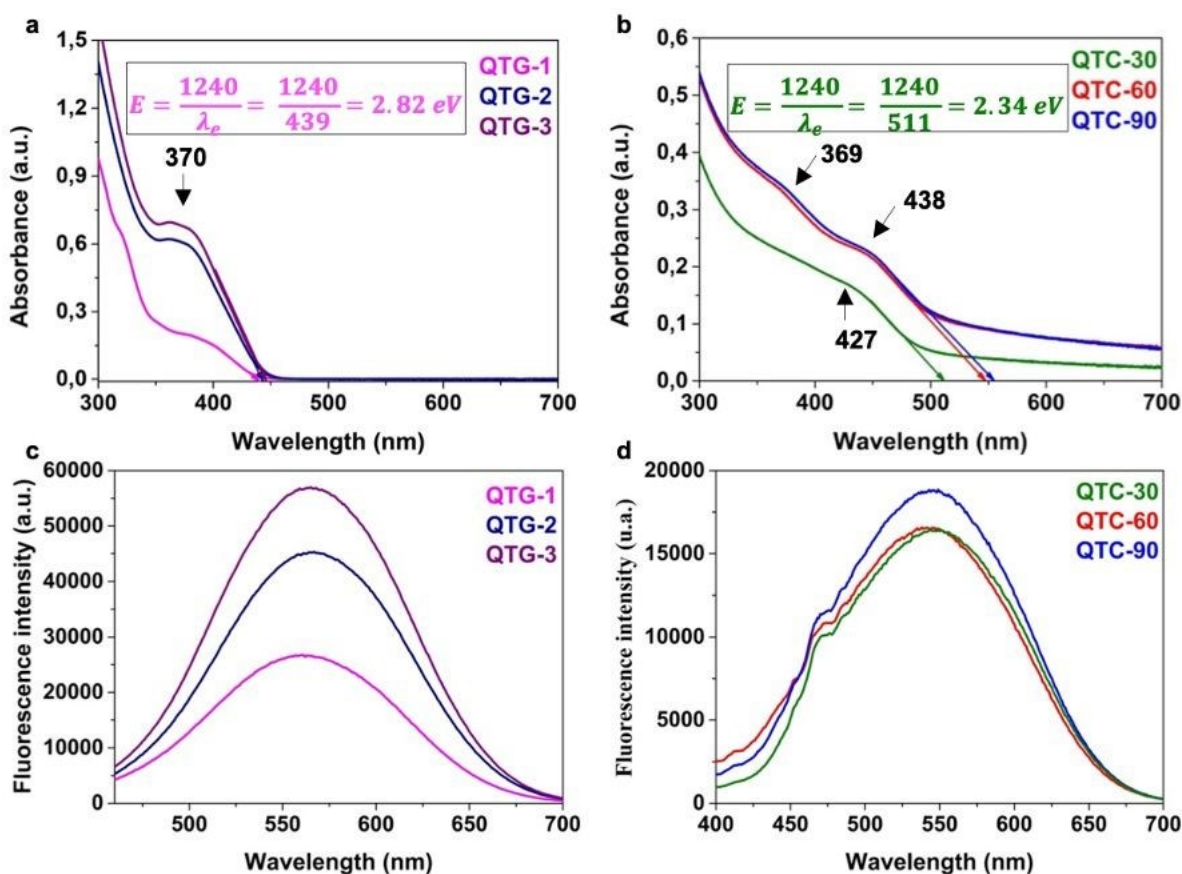 a
QTG-1
QTG-2
QTG-3
E = 1240/λₑ = 1240/439 = 2.82 eV
370
1,5
1,2
0,9
0,6
0,3
0,0
Absorbance (a.u.)
300 400 500 600 700
Wavelength (nm)
b
QTC-30
QTC-60
QTC-90
E = 1240/λₑ = 1240/511 = 2.34 eV
369
438
427
0,6
0,5
0,4
0,3
0,2
0,1
0,0
Absorbance (a.u.)
300 400 500 600 700
Wavelength (nm)
c
QTG-1
QTG-2
QTG-3
60000
50000
40000
30000
20000
10000
0
Fluorescence intensity (a.u.)
500 550 600 650 700
Wavelength (nm)
d
QTC-30
QTC-60
QTC-90
20000
15000
10000
5000
0
Fluorescence intensity (u.a.)
400 450 500 550 600 650 700
Wavelength (nm)